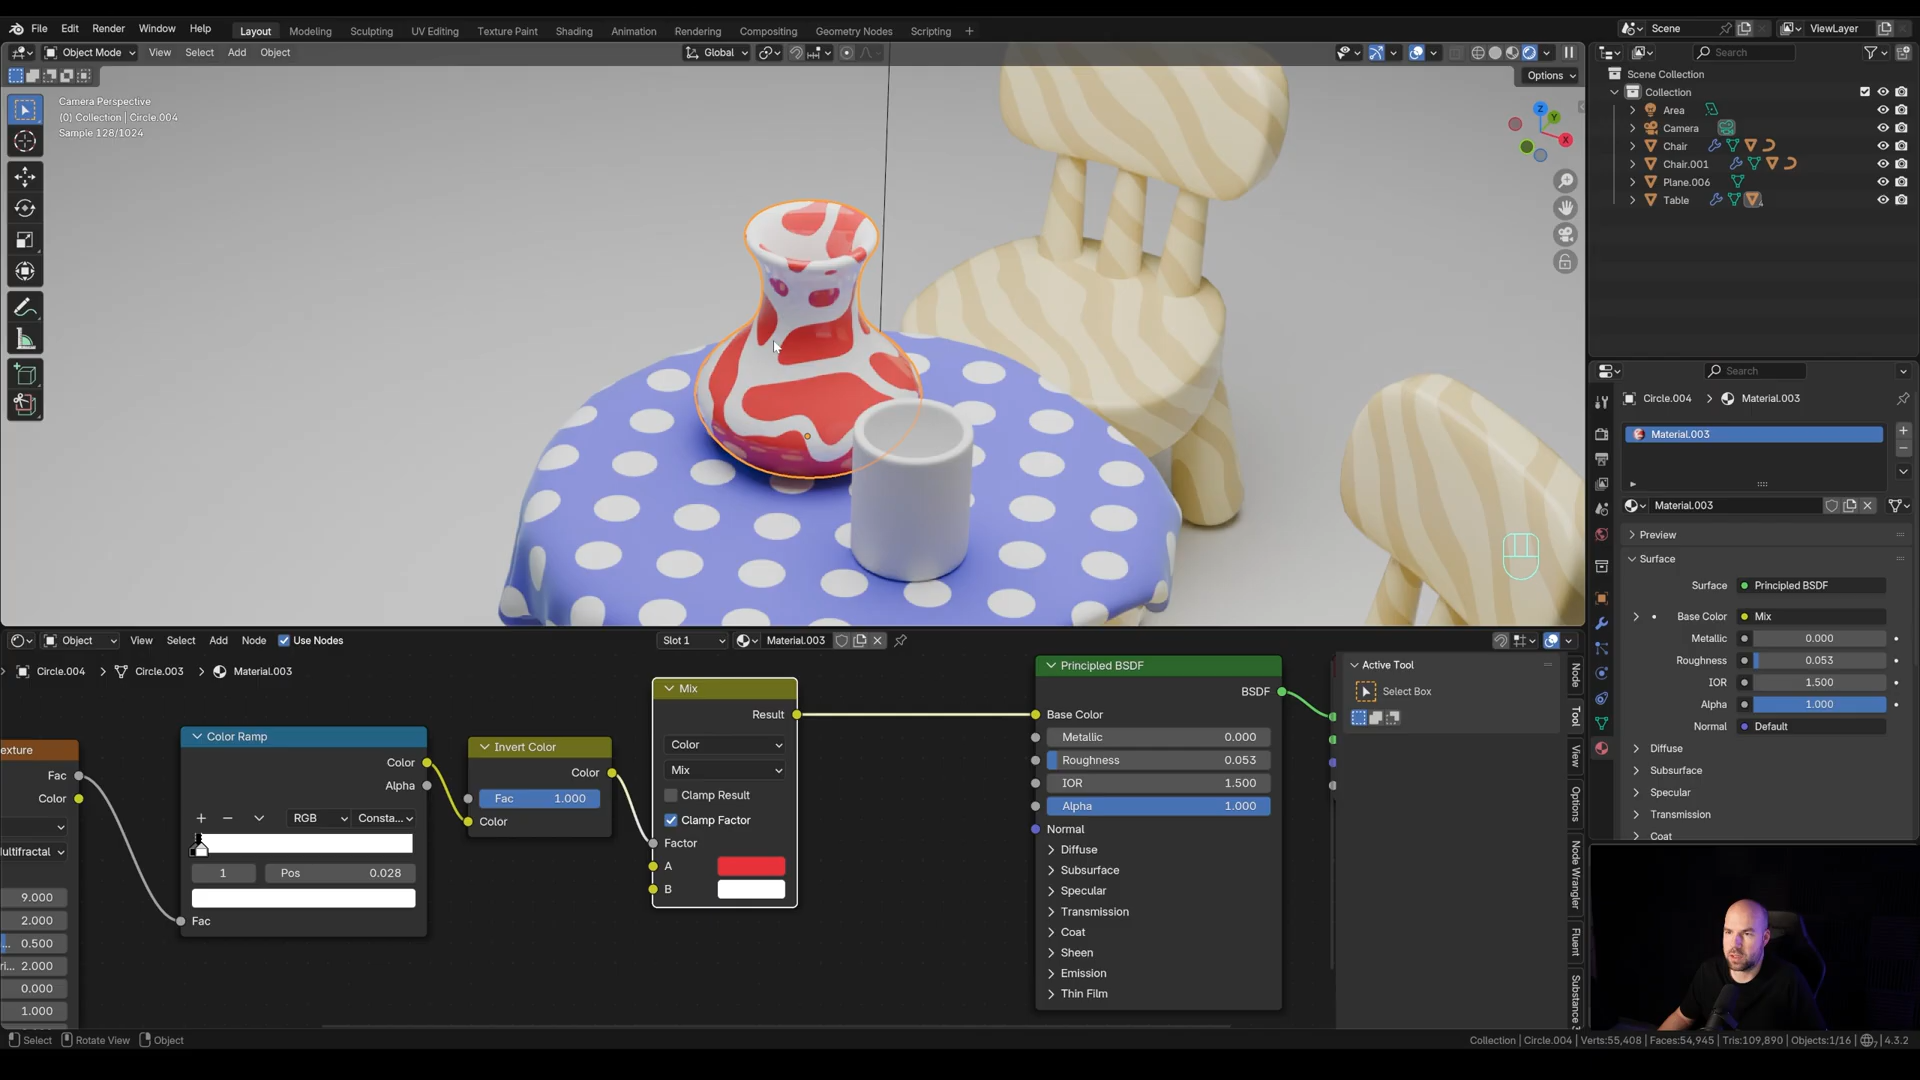 File Edit Render Window Help Layout Modeling Sculpting UV Editing Texture Paint Shading Animation Rendering Compositing Geometry Nodes Scripting + Scene ViewLayer
Object Mode View Select Add Object Global Search
Options
Camera Perspective
(0) Collection | Circle.004
Sample 128/1024
Z
Y
X
Scene Collection
Collection
Area
Camera
Chair
Chair.001
Plane.006
Table
Search
Circle.004 > Material.003
Material.003
Material.003
Preview
Surface
Surface Principled BSDF
Base Color Mix
Metallic 0.000
Roughness 0.053
IOR 1.500
Alpha 1.000
Normal Default
Diffuse
Subsurface
Specular
Transmission
Coat
Object View Select Add Node Use Nodes Slot 1 Material.003
Circle.004 > Circle.003 > Material.003
exture
Fac
Color
ultifractal
9.000
2.000
0.500
2.000
0.000
1.000
Color Ramp
Color
Alpha
RGB Consta...
1 Pos 0.028
Fac
Invert Color
Color
Fac 1.000
Color
Mix
Result
Color
Mix
Clamp Result
Clamp Factor
Factor
A
B
Principled BSDF
BSDF
Base Color
Metallic 0.000
Roughness 0.053
IOR 1.500
Alpha 1.000
Normal
Diffuse
Subsurface
Specular
Transmission
Coat
Sheen
Emission
Thin Film
Active Tool
Select Box
Node
Tool
View
Options
Node Wrangler
Fluent
Substance 3
Select Rotate View Object
Collection | Circle.004 | Verts:55,408 | Faces:54,945 | Tris:109,890 | Objects:1/16 | 4.3.2